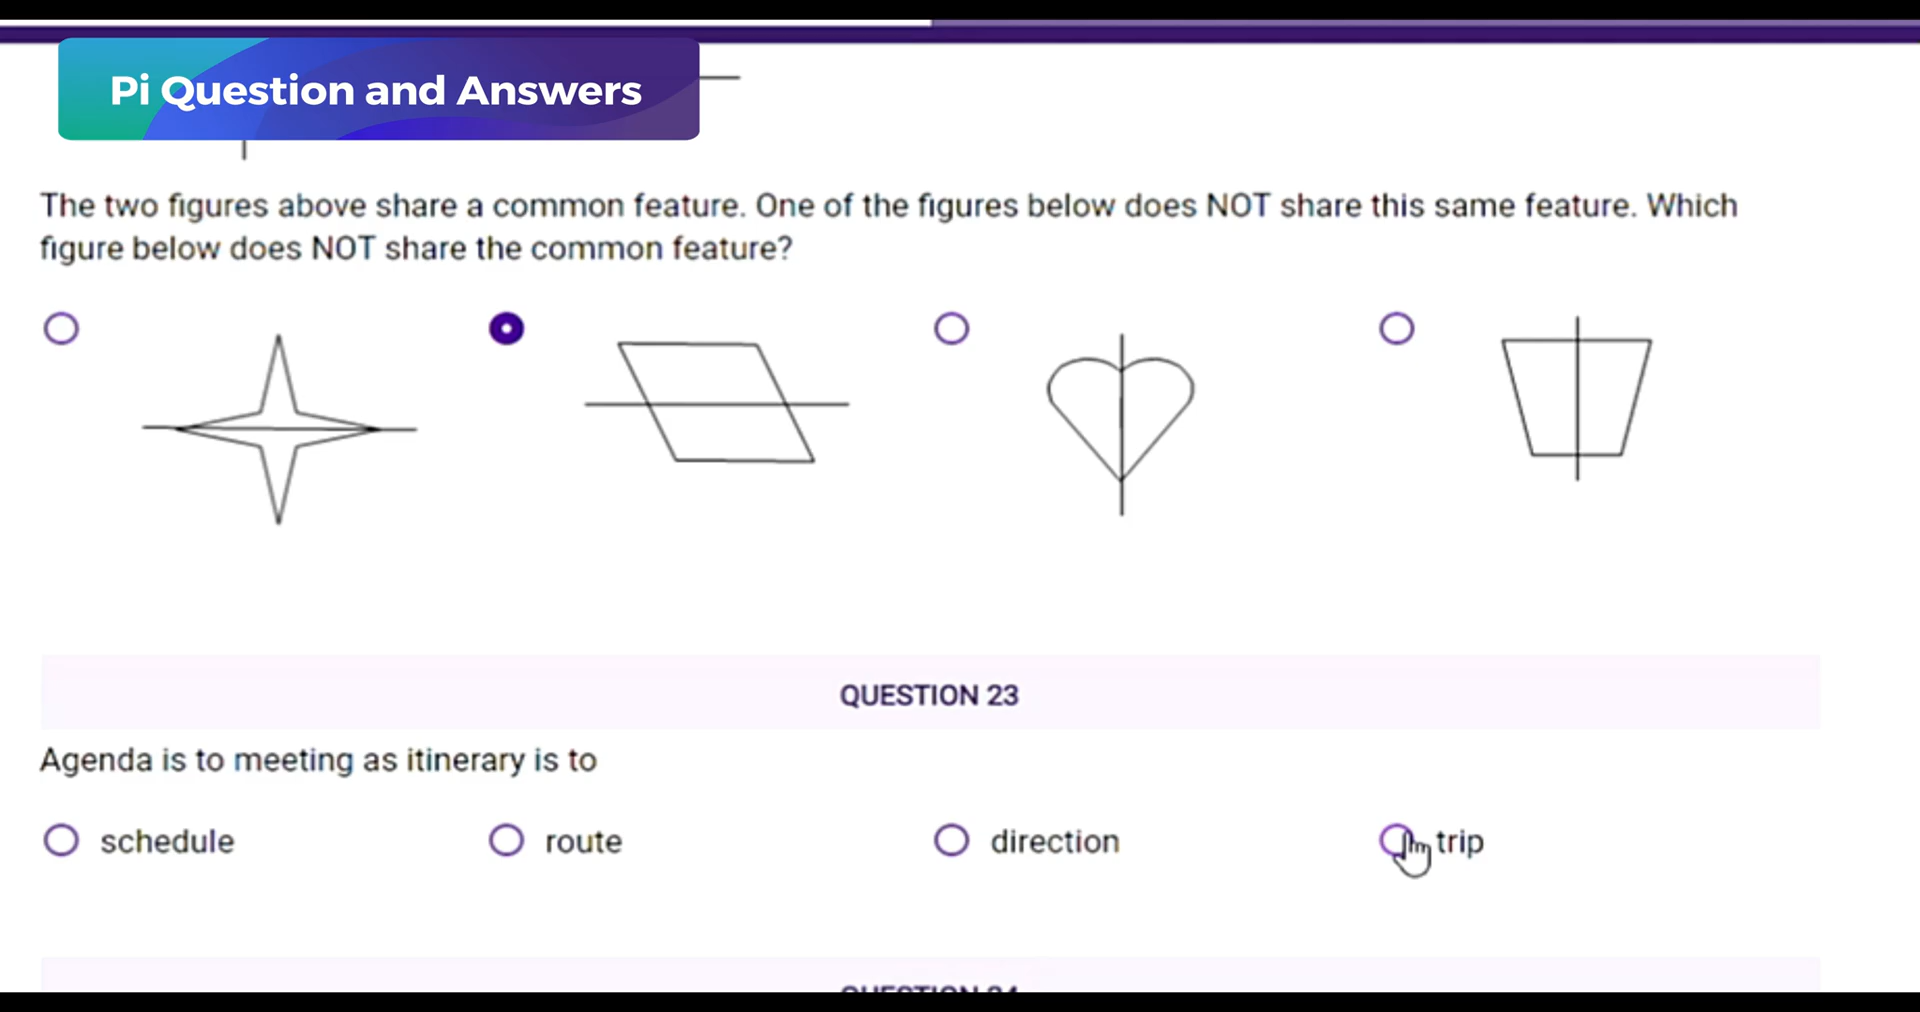 Pi Question and Answers
The two figures above share a common feature. One of the figures below does NOT share this same feature. Which
figure below does NOT share the common feature?
QUESTION 23
Agenda is to meeting as itinerary is to
schedule
route
direction
trip
QUESTION 24